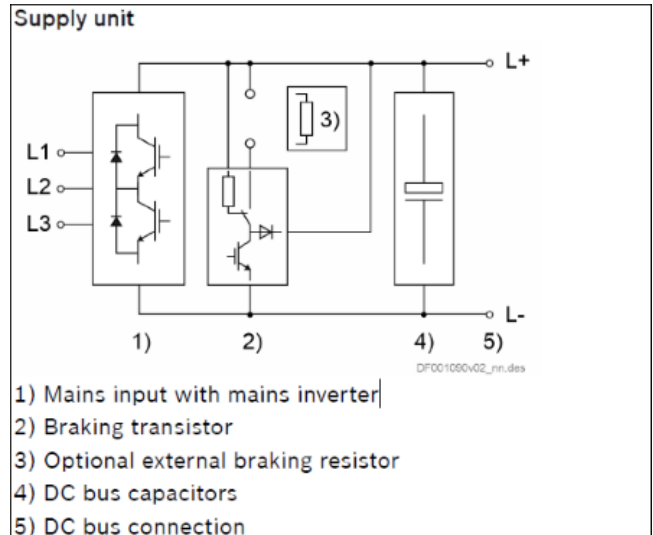 Supply unit
L+
3)
L1
L2
L3
L-
1) 2) 4) 5)
DF001090v02_nn.des
1) Mains input with mains inverter
2) Braking transistor
3) Optional external braking resistor
4) DC bus capacitors
5) DC bus connection